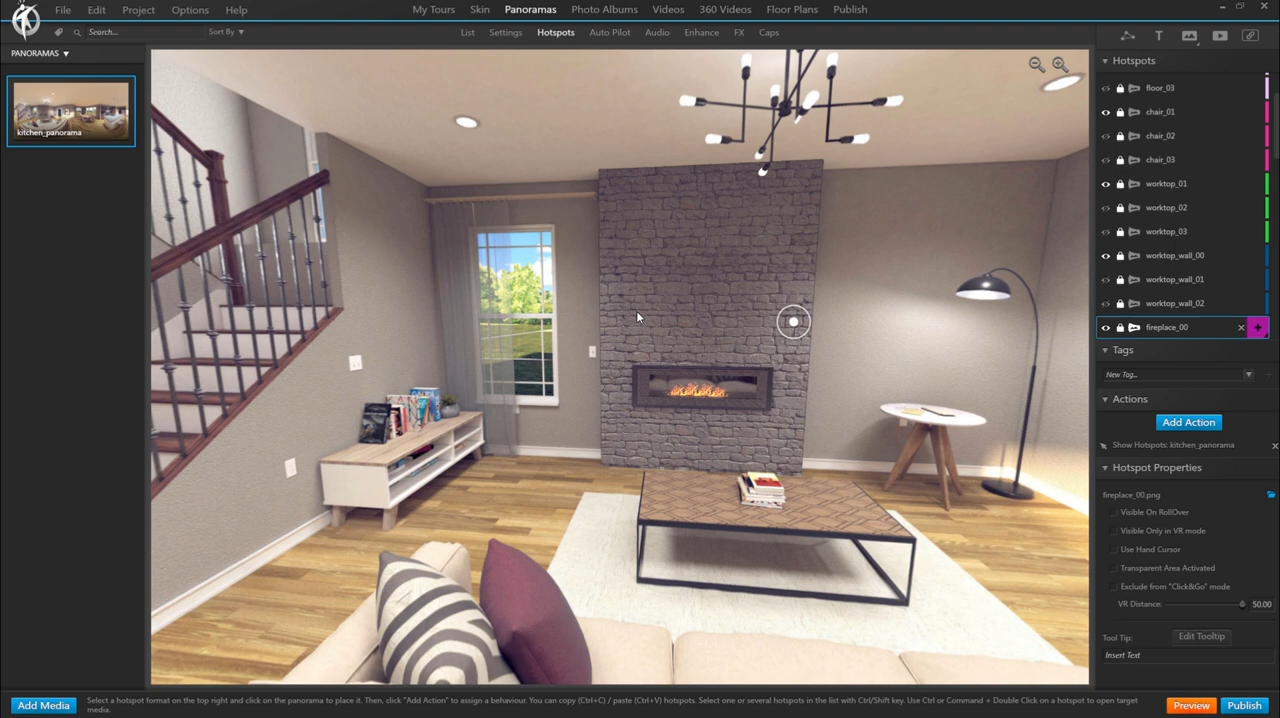 File Edit Project Options Help My Tours Skin Panoramas Photo Albums Videos 360 Videos Floor Plans Publish
Search... Sort By List Settings Hotspots Auto Pilot Audio Enhance FX Caps
PANORAMAS
kitchen_panorama
Hotspots
floor_03
chair_01
chair_02
chair_03
worktop_01
worktop_02
worktop_03
worktop_wall_00
worktop_wall_01
worktop_wall_02
fireplace_00
Tags
New Tag...
Actions
Add Action
Show Hotspots: kitchen_panorama
Hotspot Properties
fireplace_00.png
Visible On RollOver
Visible Only in VR mode
Use Hand Cursor
Transparent Area Activated
Exclude from "Click&Go" mode
VR Distance: 50.00
Tool Tip: Edit Tooltip
Insert Text
Add Media
Select a hotspot format on the top right and click on the panorama to place it. Then, click "Add Action" to assign a behaviour. You can copy (Ctrl+C) / paste (Ctrl+V) hotspots. Select one or several hotspots in the list with Ctrl/Shift key. Use Ctrl or Command + Double Click on a hotspot to open target
media.
Preview Publish